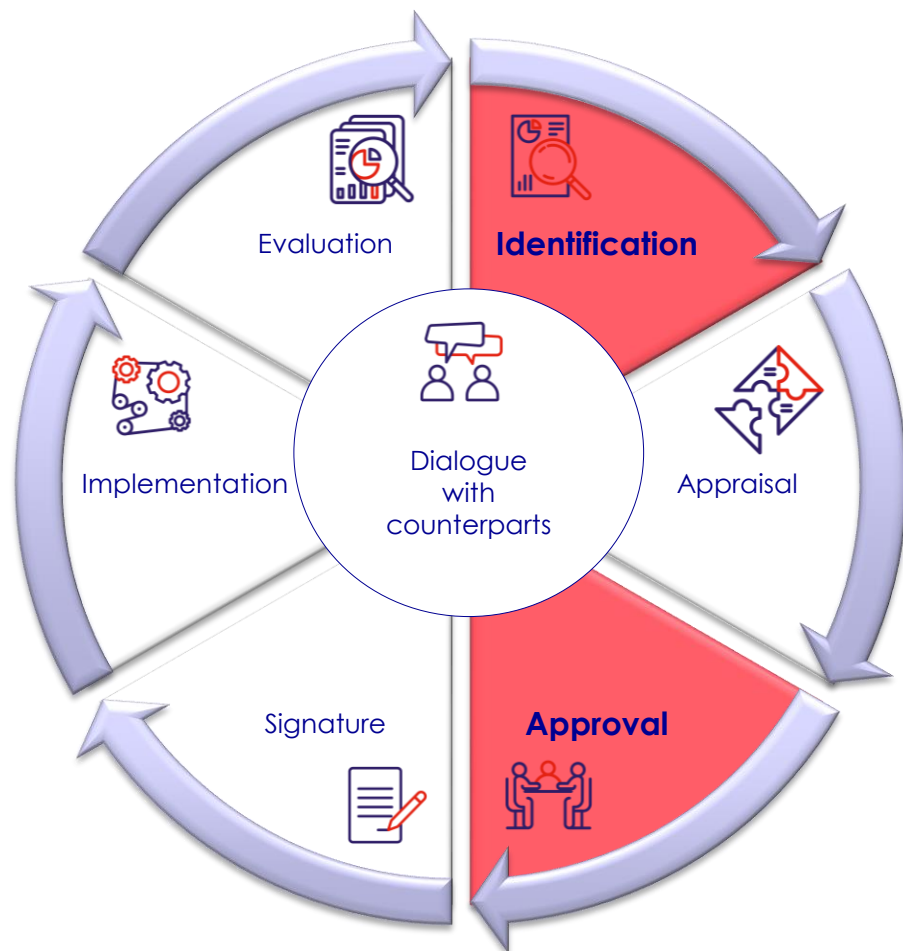 Evaluation
Identification
Implementation
Dialogue
with
counterparts
Appraisal
Signature
Approval